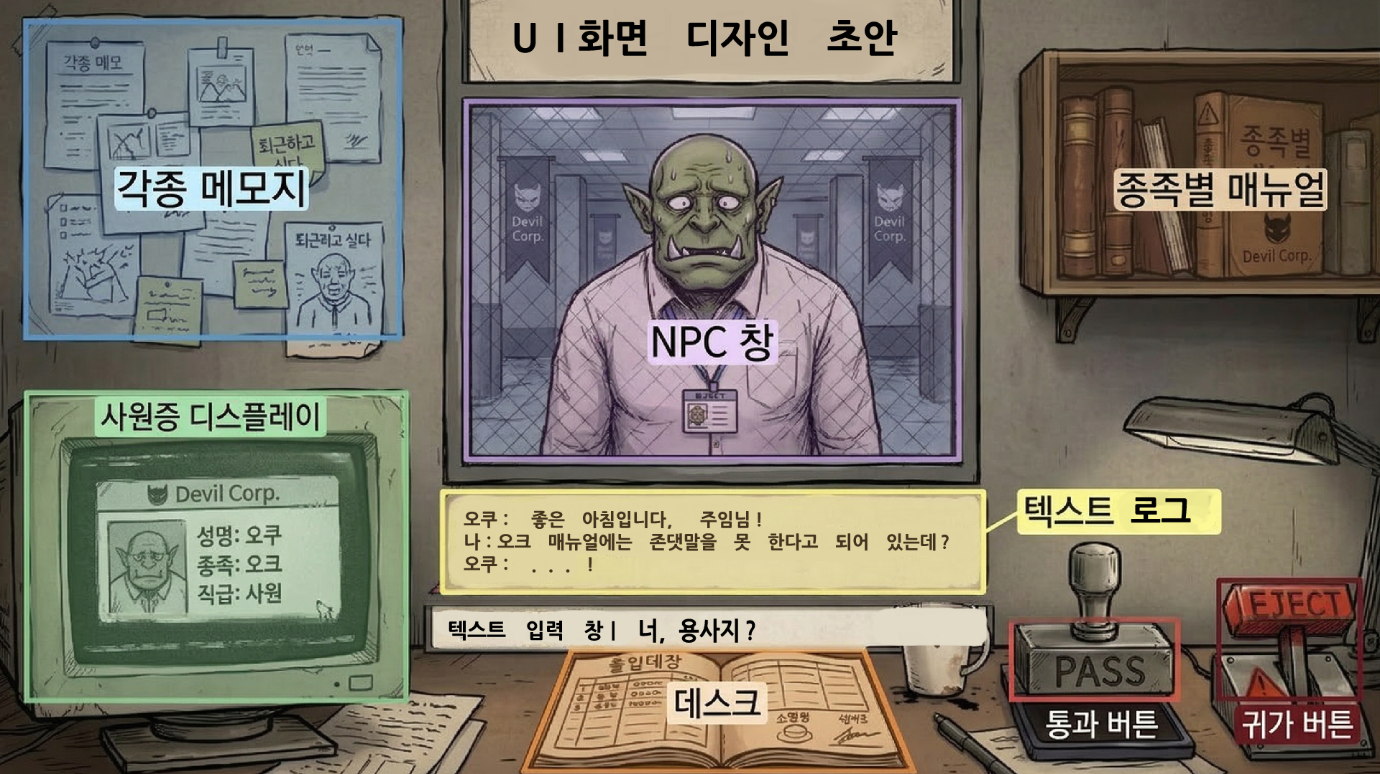 UI화면 디자인 초안
각종 메모
퇴근하고
싶다
각종 메모지
퇴근리고 싶다
Devil
Corp.
Devil
Corp.
NPC 창
EJECT
종족별
종족별 매뉴얼
Devil Corp.
사원증 디스플레이
Devil Corp.
성명: 오쿠
종족: 오크
직급: 사원
오쿠 : 좋은 아침입니다, 주임님 !
나 : 오크 매뉴얼에는 존댓말을 못 한다고 되어 있는데 ?
오쿠 : . . . !
텍스트 로그
텍스트 입력 창 | 너, 용사지 ?
데스크
PASS
통과 버튼
EJECT
귀가 버튼